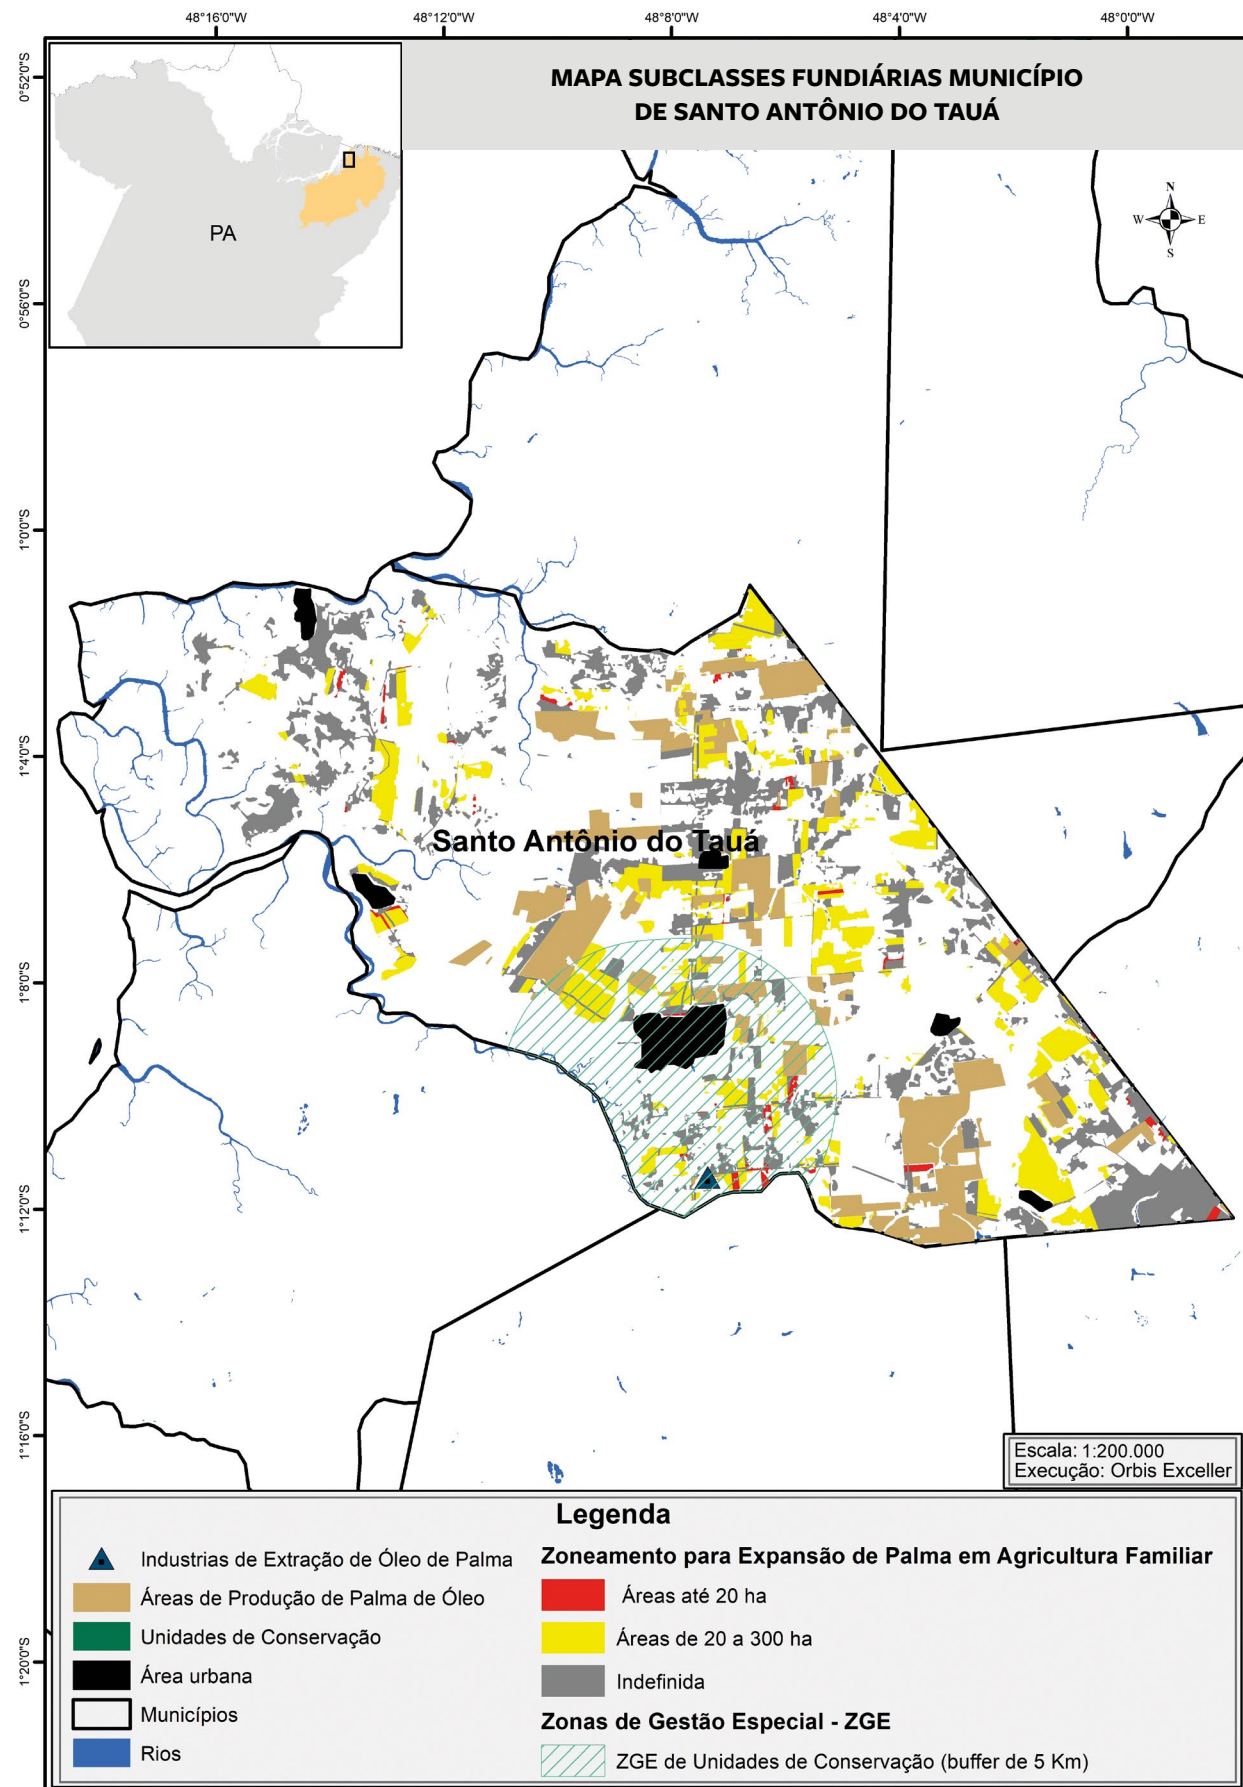 48°16'0"W
48°12'0"W
48°8'0"W
48°4'0"W
48°0'0"W
MAPA SUBCLASSES FUNDIÁRIAS MUNICÍPIO
DE SANTO ANTÔNIO DO TAUÁ
0°52'0"S
0°56'0"S
1°0'0"S
1°4'0"S
1°8'0"S
1°12'0"S
1°16'0"S
1°20'0"S
PA
N
W
E
S
Santo Antônio do Tauá
Escala: 1:200.000
Execução: Orbis Exceller
Legenda
Industrias de Extração de Óleo de Palma
Áreas de Produção de Palma de Óleo
Unidades de Conservação
Área urbana
Municípios
Rios
Zoneamento para Expansão de Palma em Agricultura Familiar
Áreas até 20 ha
Áreas de 20 a 300 ha
Indefinida
Zonas de Gestão Especial - ZGE
ZGE de Unidades de Conservação (buffer de 5 Km)